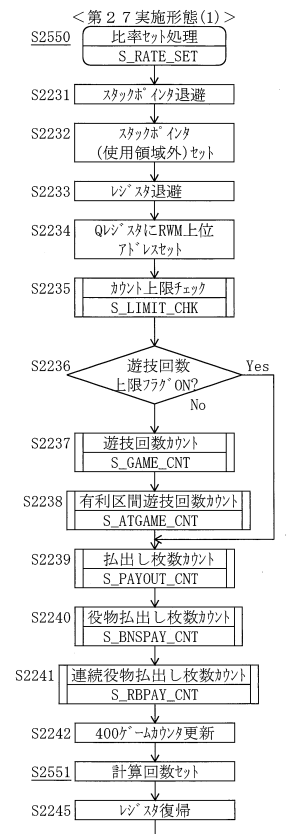 ＜第２７実施形態(1)＞
S2550
比率セット処理
S_RATE_SET
S2231
ｽﾀｯｸﾎﾟｲﾝﾀ退避
S2232
ｽﾀｯｸﾎﾟｲﾝﾀ
(使用領域外)ｾｯﾄ
S2233
ﾚｼﾞｽﾀ退避
S2234
QﾚｼﾞｽﾀにRWM上位
ｱﾄﾞﾚｽｾｯﾄ
S2235
ｶｳﾝﾄ上限ﾁｪｯｸ
S_LIMIT_CHK
S2236
遊技回数
上限ﾌﾗｸﾞON?
Yes
No
S2237
遊技回数ｶｳﾝﾄ
S_GAME_CNT
S2238
有利区間遊技回数ｶｳﾝﾄ
S_ATGAME_CNT
S2239
払出し枚数ｶｳﾝﾄ
S_PAYOUT_CNT
S2240
役物払出し枚数ｶｳﾝﾄ
S_BNSPAY_CNT
S2241
連続役物払出し枚数ｶｳﾝﾄ
S_RBPAY_CNT
S2242
400ｹﾞｰﾑｶｳﾝﾀ更新
S2551
計算回数ｾｯﾄ
S2245
ﾚｼﾞｽﾀ復帰